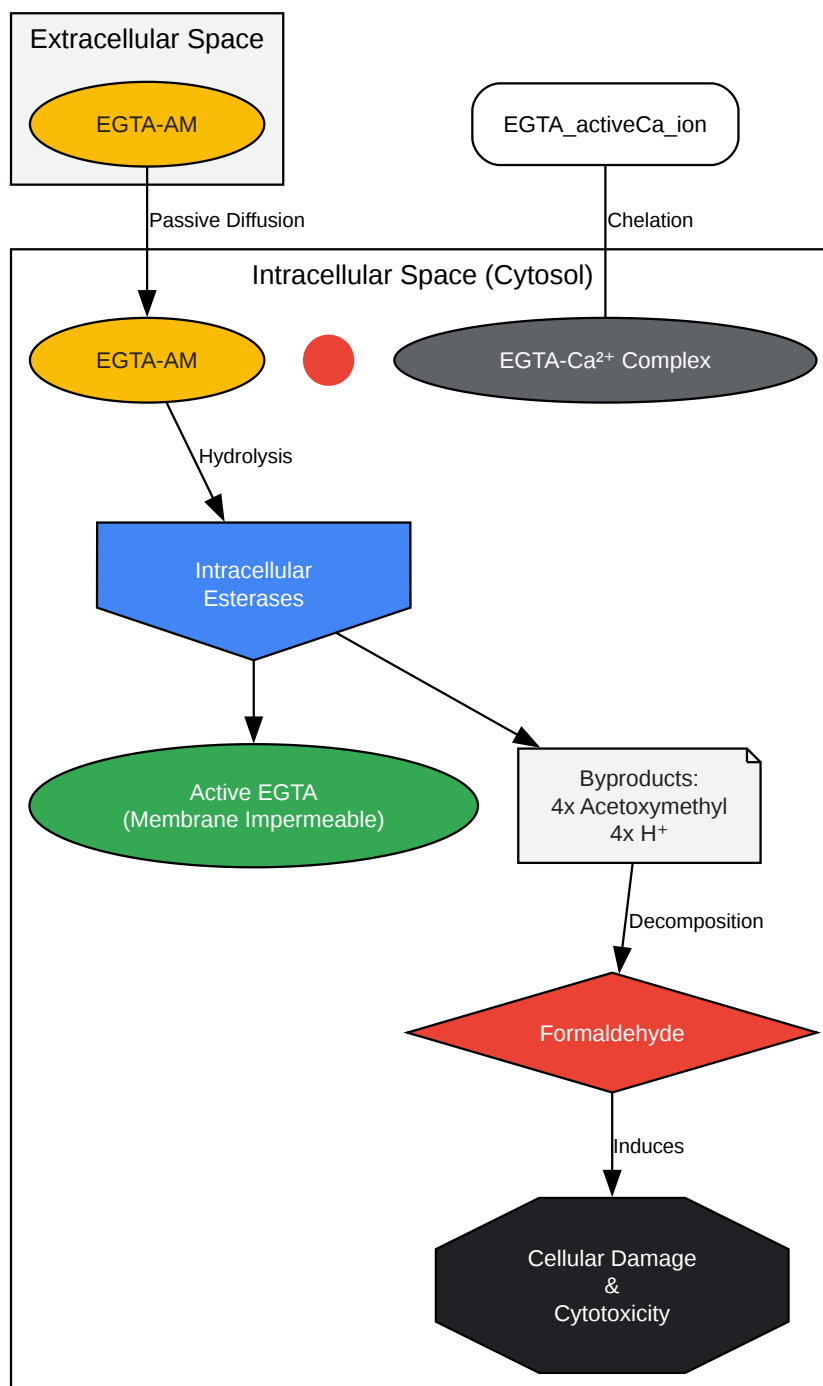 Extracellular Space
EGTA-AM
EGTA_activeCa_ion
Passive Diffusion
Chelation
Intracellular Space (Cytosol)
EGTA-AM
EGTA-Ca²⁺ Complex
Hydrolysis
Intracellular
Esterases
Active EGTA
(Membrane Impermeable)
Byproducts:
4x Acetoxymethyl
4x H⁺
Decomposition
Formaldehyde
Induces
Cellular Damage
&
Cytotoxicity